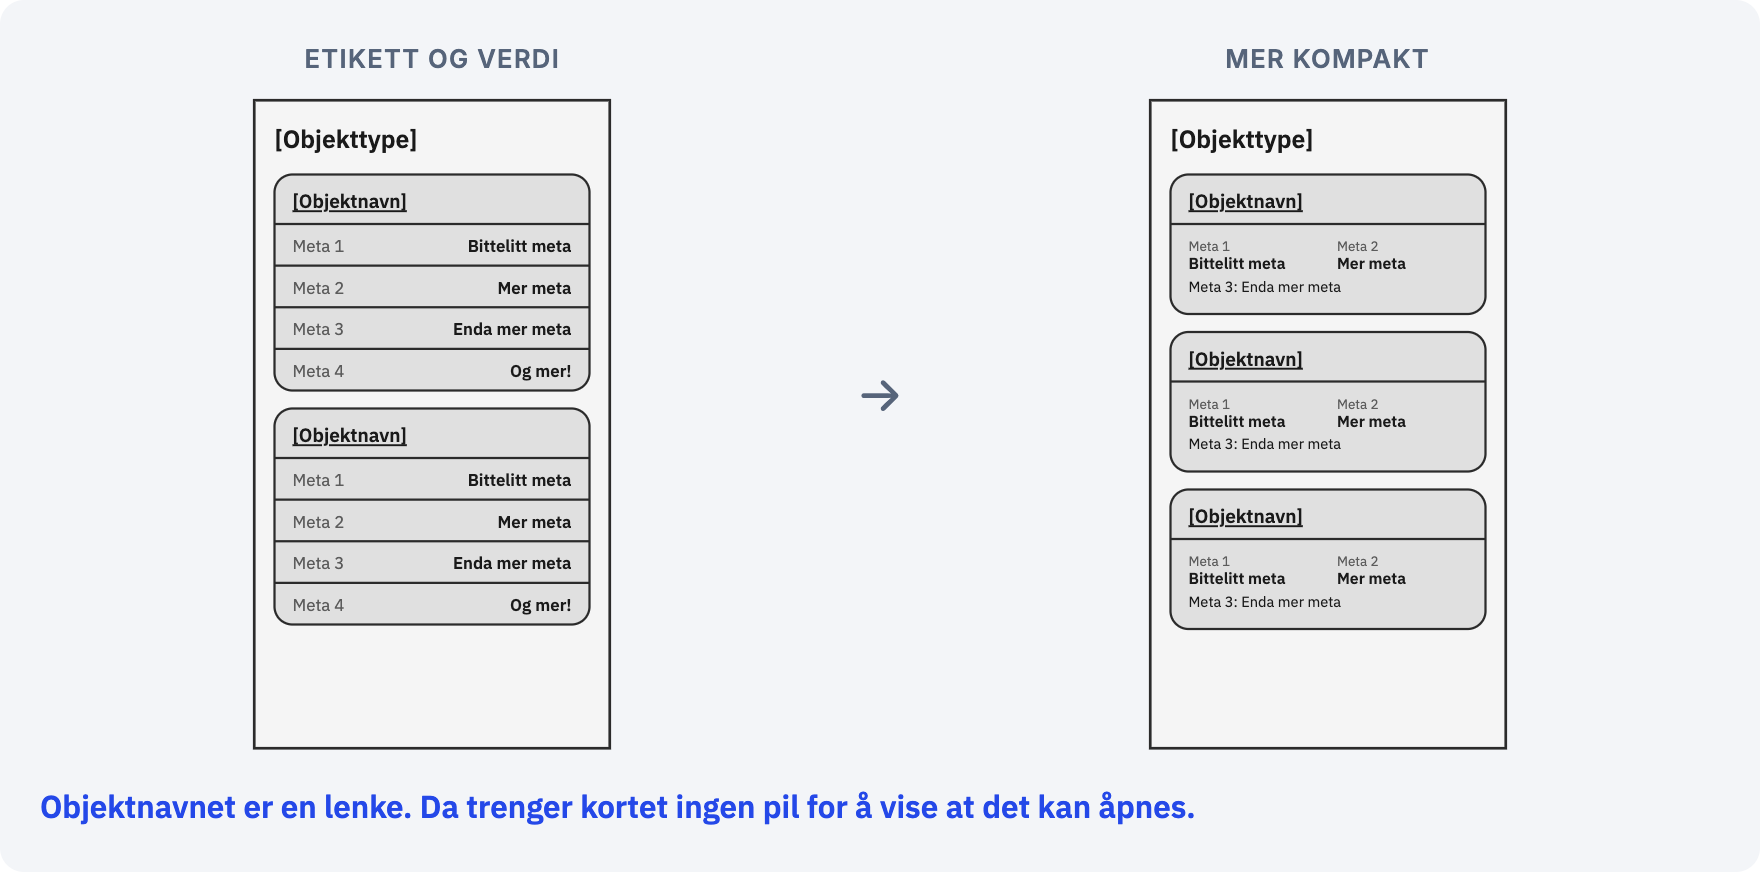 ETIKETT OG VERDI
[Objekttype]
[Objektnavn]
Meta 1 Bittelitt meta
Meta 2 Mer meta
Meta 3 Enda mer meta
Meta 4 Og mer!
[Objektnavn]
Meta 1 Bittelitt meta
Meta 2 Mer meta
Meta 3 Enda mer meta
Meta 4 Og mer!
MER KOMPAKT
[Objekttype]
[Objektnavn]
Meta 1 Meta 2
Bittelitt meta Mer meta
Meta 3: Enda mer meta
[Objektnavn]
Meta 1 Meta 2
Bittelitt meta Mer meta
Meta 3: Enda mer meta
[Objektnavn]
Meta 1 Meta 2
Bittelitt meta Mer meta
Meta 3: Enda mer meta
Objektnavnet er en lenke. Da trenger kortet ingen pil for å vise at det kan åpnes.